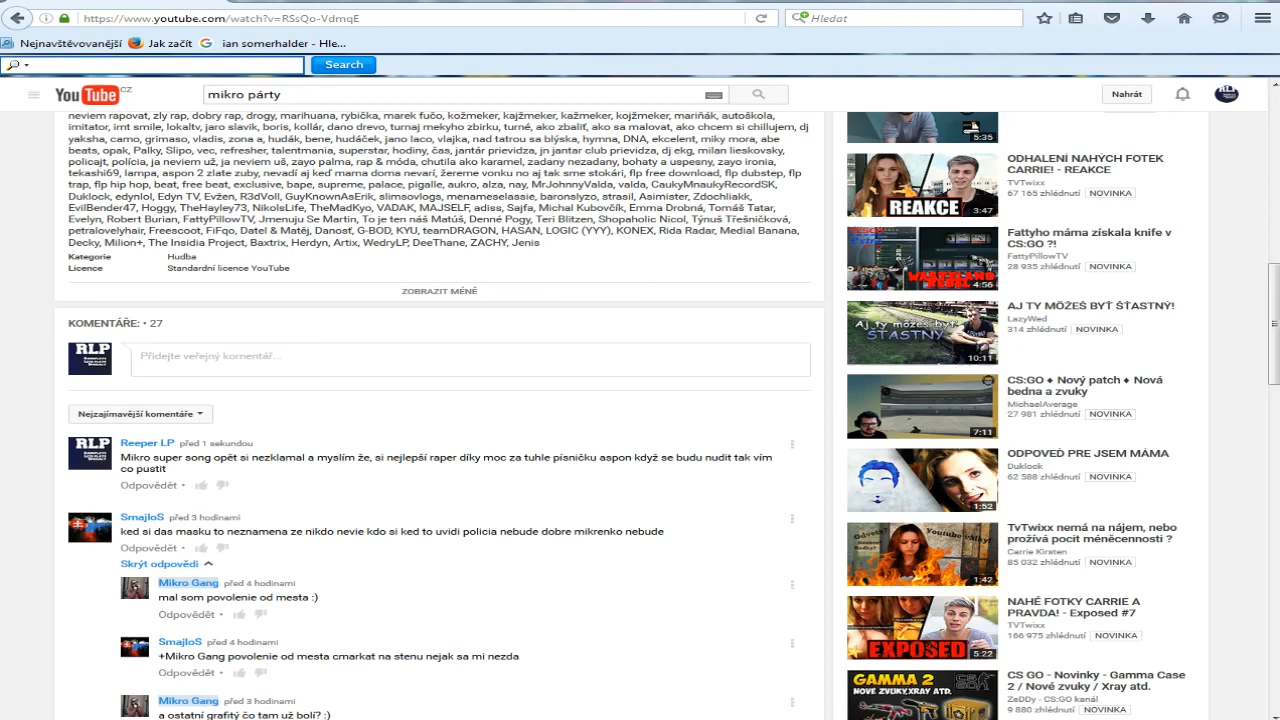 https://www.youtube.com/watch?v=RSsQo-VdmqE
Hledat
Nejnavštěvovanější
Jak začít
ian somerhalder - Hle...
Search
YouTube CZ
mikro párty
Nahrát
neviem rapovat, zly rap, dobry rap, drogy, marihuana, rybička, marek fučo, kožmeker, kajžmeker, kažmeker, kojžmeker, mariňák, autoškola,
imitator, imt smile, lokaltv, jaro slavik, boris, kollár, dano drevo, turnaj mekyho zbirku, turné, ako zbaliť, ako sa malovat, ako chcem si chillujem, dj
yaksha, camo, grimaso, vladis, zona a, hudák, bene, hudáček, jano laco, vlajka, nad tatrou s a blýska, hymna, DNA, ekcelent, miky mora, abe
beats, opak, Palky, Slipo, vec, refresher, talentmania, superstar, hodiny, čas, jantár prievidza, jn jantar club prievidza, dj ekg, milan lieskovsky,
policajt, polícia, ja neviem už, ja neviem uš, zayo palma, rap & móda, chutila ako karamel, zadany nezadany, bohaty a uspesny, zayo ironia,
tekashi69, lampa, aspon 2 zlate zuby, nevadí aj keď mama doma nevarí, žereme vonku no aj tak sme stokári, flp free download, flp dubstep, flp
trap, flp hip hop, beat, free beat, exclusive, bape, supreme, palace, pigalle, aukro, alza, nay, MrJohnnyValda, valda, CaukyMnaukyRecordSK,
Duklock, edynlol, Edyn TV, Evžen, R3dVoll, GuyKnownAsErik, slimsovlogs, menameselassie, baronslyzo, strasil, Asimister, Zdochliakk,
EvilBender47, Hoggy, TheHayley73, NikolsLife, TheMadKyo, VADAK, MAJSELF, adiss, Sajfa, Michal Kubovčík, Emma Drobná, Tomáš Tatar,
Evelyn, Robert Burian, FattyPillowTV, Jmenuju Se Martin, To je ten náš Matúš, Denné Pogy, Teri Blitzen, Shopaholic Nicol, Týnuš Třešničková,
petralovelyhair, Freescoot, FiFqo, Datel & Matěj, Danosť, G-BOD, KYU, teamDRAGON, HASAN, LOGIC (YYY), KONEX, Rida Radar, Medial Banana,
Decky, Milion+, The Insidia Project, Baxtrix, Herdyn, Artix, WedryLP, DeeThane, ZACHY, Jenis
Kategorie Hudba
Licence Standardní licence YouTube
ZOBRAZIT MÉNĚ
KOMENTÁŘE: • 27
RLP
Přidejte veřejný komentář...
Nejzajímavější komentáře
RLP
Reeper LP před 1 sekundou
Mikro super song opět si nezklamal a myslím že, si nejlepší raper díky moc za tuhle písničku aspon když se budu nudit tak vím
co pustit
Odpovědět •
SmajloS před 3 hodinami
ked si das masku to neznamena ze nikdo nevie kdo si ked to uvidi policia nebude dobre mikrenko nebude
Odpovědět •
Skrýt odpovědi
Mikro Gang před 4 hodinami
mal som povolenie od mesta :)
Odpovědět •
SmajloS před 4 hodinami
+Mikro Gang povolenie od mesta cmarkat na stenu nejak sa mi nezda
Odpovědět •
Mikro Gang před 3 hodinami
a ostatní grafitý čo tam už bolí? :)
5:35
REAKCE
3:47
ODHALENÍ NAHÝCH FOTEK
CARRIE! - REAKCE
TVTwixx
67 165 zhlédnutí NOVINKA
4:56
Fattyho máma získala knife v
CS:GO ?!
FattyPillowTV
28 935 zhlédnutí NOVINKA
Aj ty môžeš byť
ŠŤASTNÝ
10:11
AJ TY MÔŽEŠ BYŤ ŠŤASTNÝ!
LazyWed
314 zhlédnutí NOVINKA
7:11
CS:GO ♦ Nový patch ♦ Nová
bedna a zvuky
MichaelAverage
27 981 zhlédnutí NOVINKA
1:52
ODPOVEĎ PRE JSEM MÁMA
Duklock
62 588 zhlédnutí NOVINKA
Youtube války!
1:42
TvTwixx nemá na nájem, nebo
prožívá pocit méněcennosti ?
Carrie Kirsten
85 032 zhlédnutí NOVINKA
EXPOSED
5:22
NAHÉ FOTKY CARRIE A
PRAVDA! - Exposed #7
TVTwixx
166 975 zhlédnutí NOVINKA
GAMMA 2
CS GO
NOVÉ ZVUKY, XRAY ATD.
CS GO - Novinky - Gamma Case
2 / Nové zvuky / Xray atd.
ZeDDy - CS:GO kanál
9 880 zhlédnutí NOVINKA